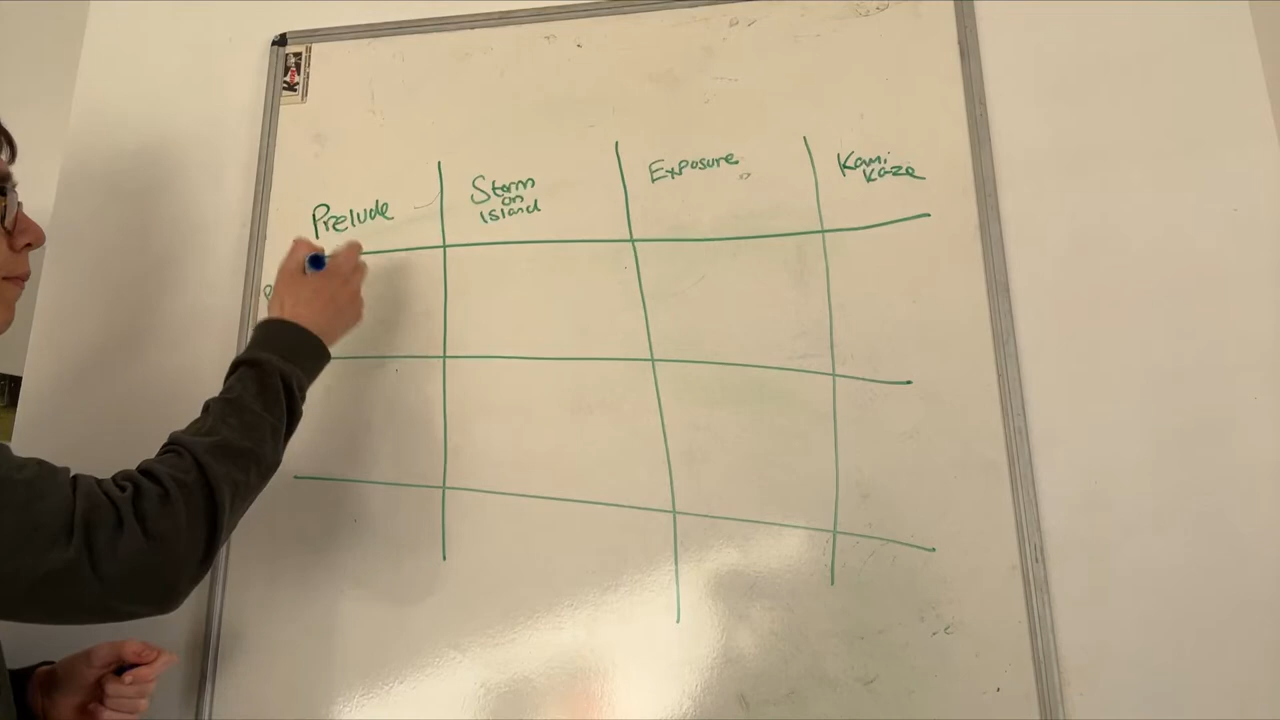 Prelude
Storm
on
Island
Exposure
Kami
Kaze